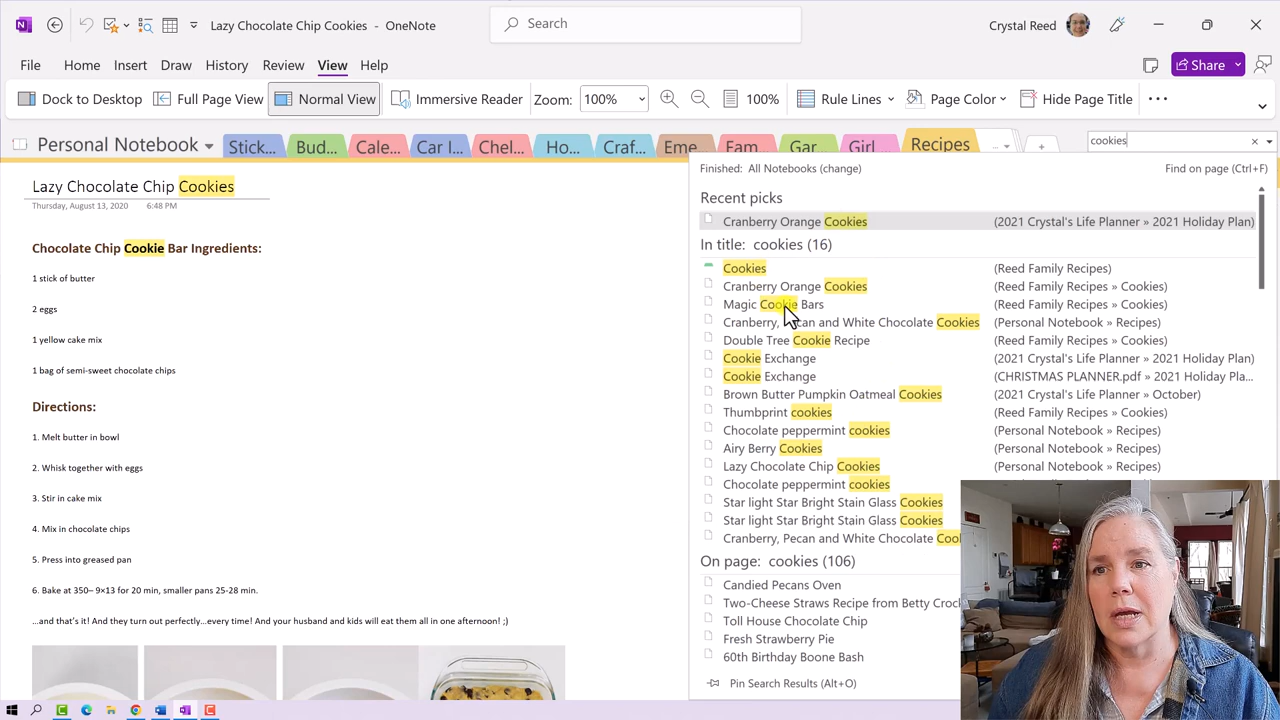 Lazy Chocolate Chip Cookies - OneNote
Search
Crystal Reed
File Home Insert Draw History Review View Help
Share
Dock to Desktop Full Page View Normal View Immersive Reader Zoom: 100% 100% Rule Lines Page Color Hide Page Title
Personal Notebook Stick... Bud... Cale... Car I... Chel... Ho... Craf... Eme Fam Gar Girl Recipes ... +
cookies
Finished: All Notebooks (change) Find on page (Ctrl+F)
Recent picks
Cranberry Orange Cookies (2021 Crystal's Life Planner » 2021 Holiday Plan)
In title: cookies (16)
Cookies (Reed Family Recipes)
Cranberry Orange Cookies (Reed Family Recipes » Cookies)
Magic Cookie Bars (Reed Family Recipes » Cookies)
Cranberry, Pecan and White Chocolate Cookies (Personal Notebook » Recipes)
Double Tree Cookie Recipe (Reed Family Recipes » Cookies)
Cookie Exchange (2021 Crystal's Life Planner » 2021 Holiday Plan)
Cookie Exchange (CHRISTMAS PLANNER.pdf » 2021 Holiday Pla...
Brown Butter Pumpkin Oatmeal Cookies (2021 Crystal's Life Planner » October)
Thumbprint cookies (Reed Family Recipes » Cookies)
Chocolate peppermint cookies (Personal Notebook » Recipes)
Airy Berry Cookies (Personal Notebook » Recipes)
Lazy Chocolate Chip Cookies (Personal Notebook » Recipes)
Chocolate peppermint cookies
Star light Star Bright Stain Glass Cookies
Star light Star Bright Stain Glass Cookies
Cranberry, Pecan and White Chocolate Cool
On page: cookies (106)
Candied Pecans Oven
Two-Cheese Straws Recipe from Betty Crock
Toll House Chocolate Chip
Fresh Strawberry Pie
60th Birthday Boone Bash
Pin Search Results (Alt+O)
Lazy Chocolate Chip Cookies
Thursday, August 13, 2020 6:48 PM
Chocolate Chip Cookie Bar Ingredients:
1 stick of butter
2 eggs
1 yellow cake mix
1 bag of semi-sweet chocolate chips
Directions:
1. Melt butter in bowl
2. Whisk together with eggs
3. Stir in cake mix
4. Mix in chocolate chips
5. Press into greased pan
6. Bake at 350– 9×13 for 20 min, smaller pans 25-28 min.
...and that's it! And they turn out perfectly...every time! And your husband and kids will eat them all in one afternoon! ;)